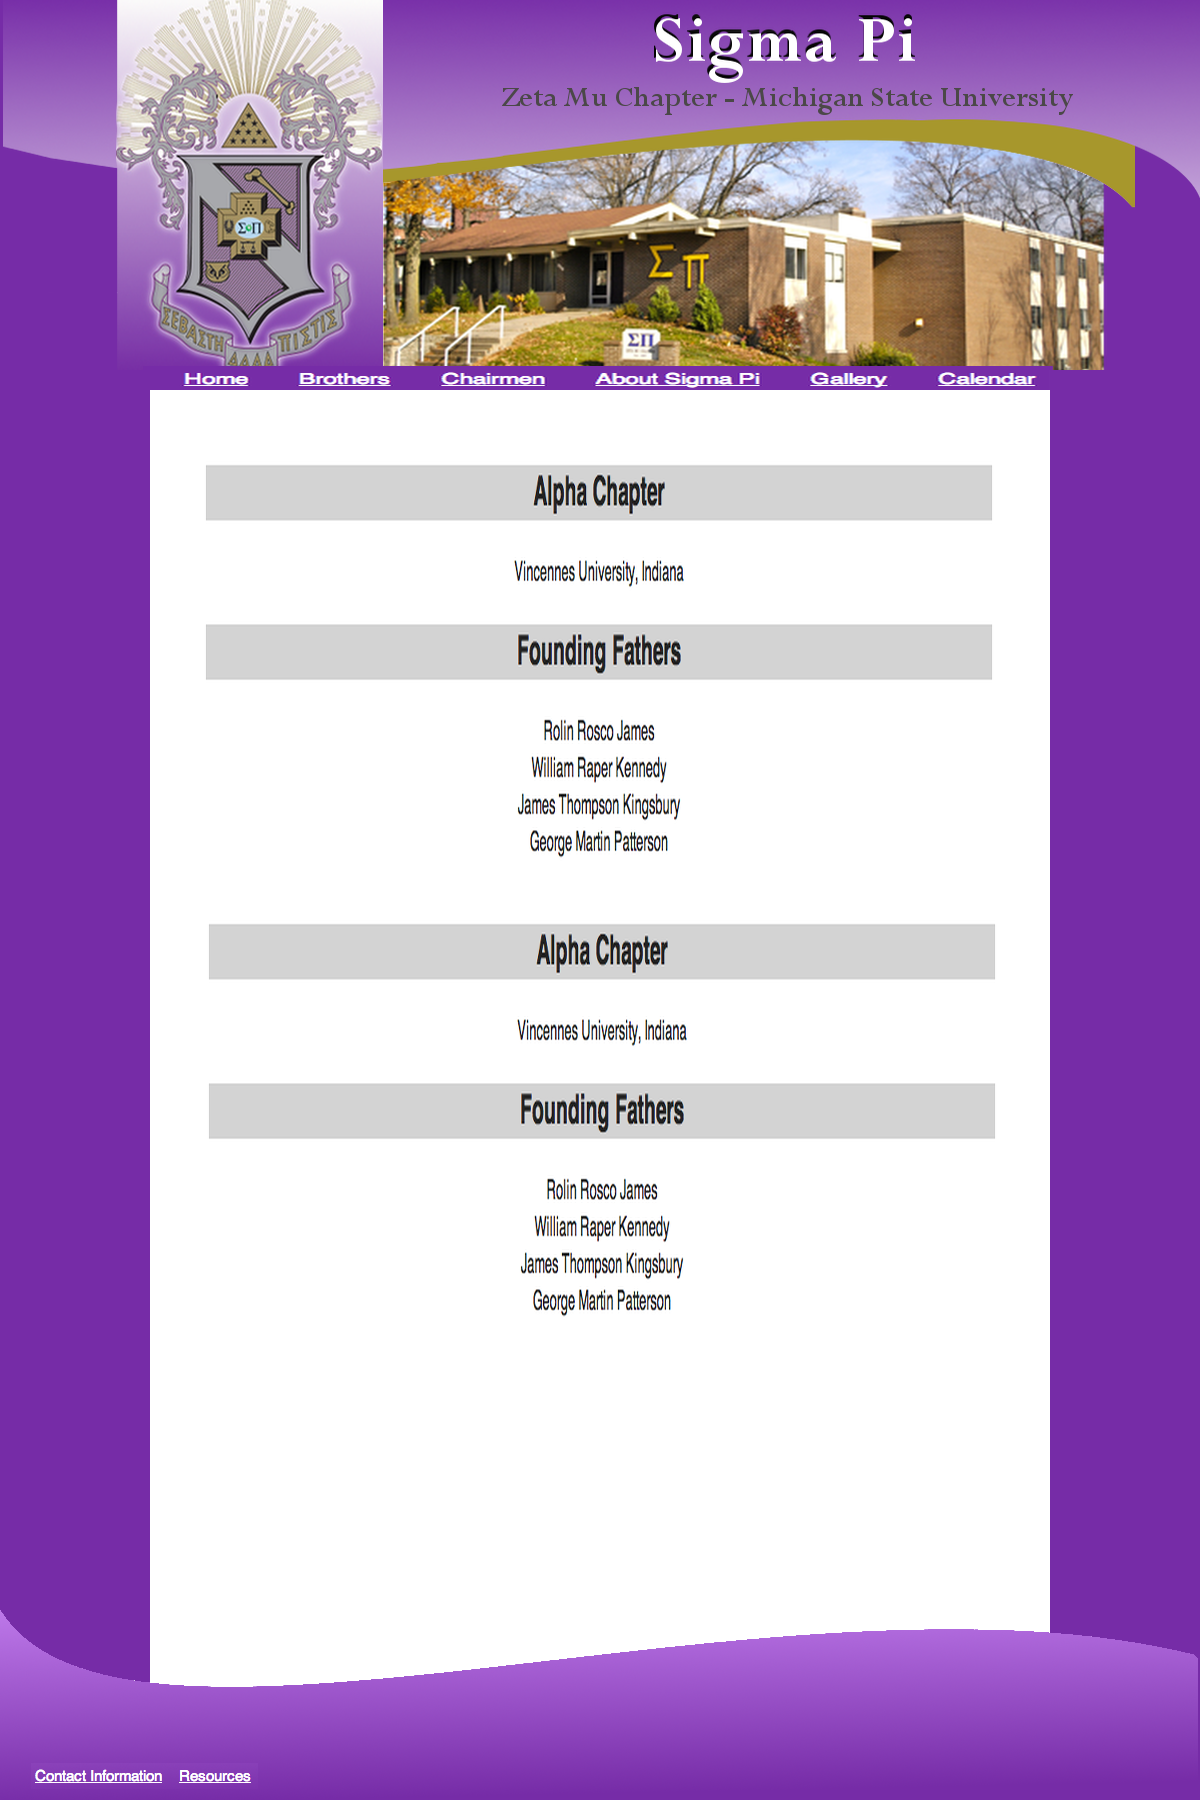 Sigma Pi
Zeta Mu Chapter - Michigan State University
ΣΠ
ΣΕΒΑΣΤΗ ΑΔΔΑ ΠΙΣΤΙΣ
Σ Π
ΣΠ
Home Brothers Chairmen About Sigma Pi Gallery Calendar
Alpha Chapter
Vincennes University, Indiana
Founding Fathers
Rolin Rosco James
William Raper Kennedy
James Thompson Kingsbury
George Martin Patterson
Alpha Chapter
Vincennes University, Indiana
Founding Fathers
Rolin Rosco James
William Raper Kennedy
James Thompson Kingsbury
George Martin Patterson
Contact Information Resources